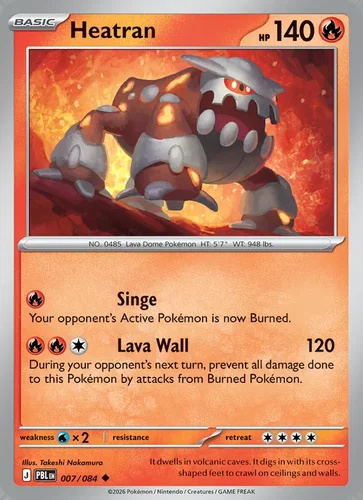 BASIC
Heatran
HP 140
NO. 0485 Lava Dome Pokémon HT: 5'7" WT: 948 lbs.
Singe
Your opponent's Active Pokémon is now Burned.
Lava Wall 120
During your opponent's next turn, prevent all damage done
to this Pokémon by attacks from Burned Pokémon.
weakness ×2 resistance retreat
Illus. Takeshi Nakamura
J PBL EN 007/084
It dwells in volcanic caves. It digs in with its cross-
shaped feet to crawl on ceilings and walls.
©2026 Pokémon / Nintendo / Creatures / GAME FREAK